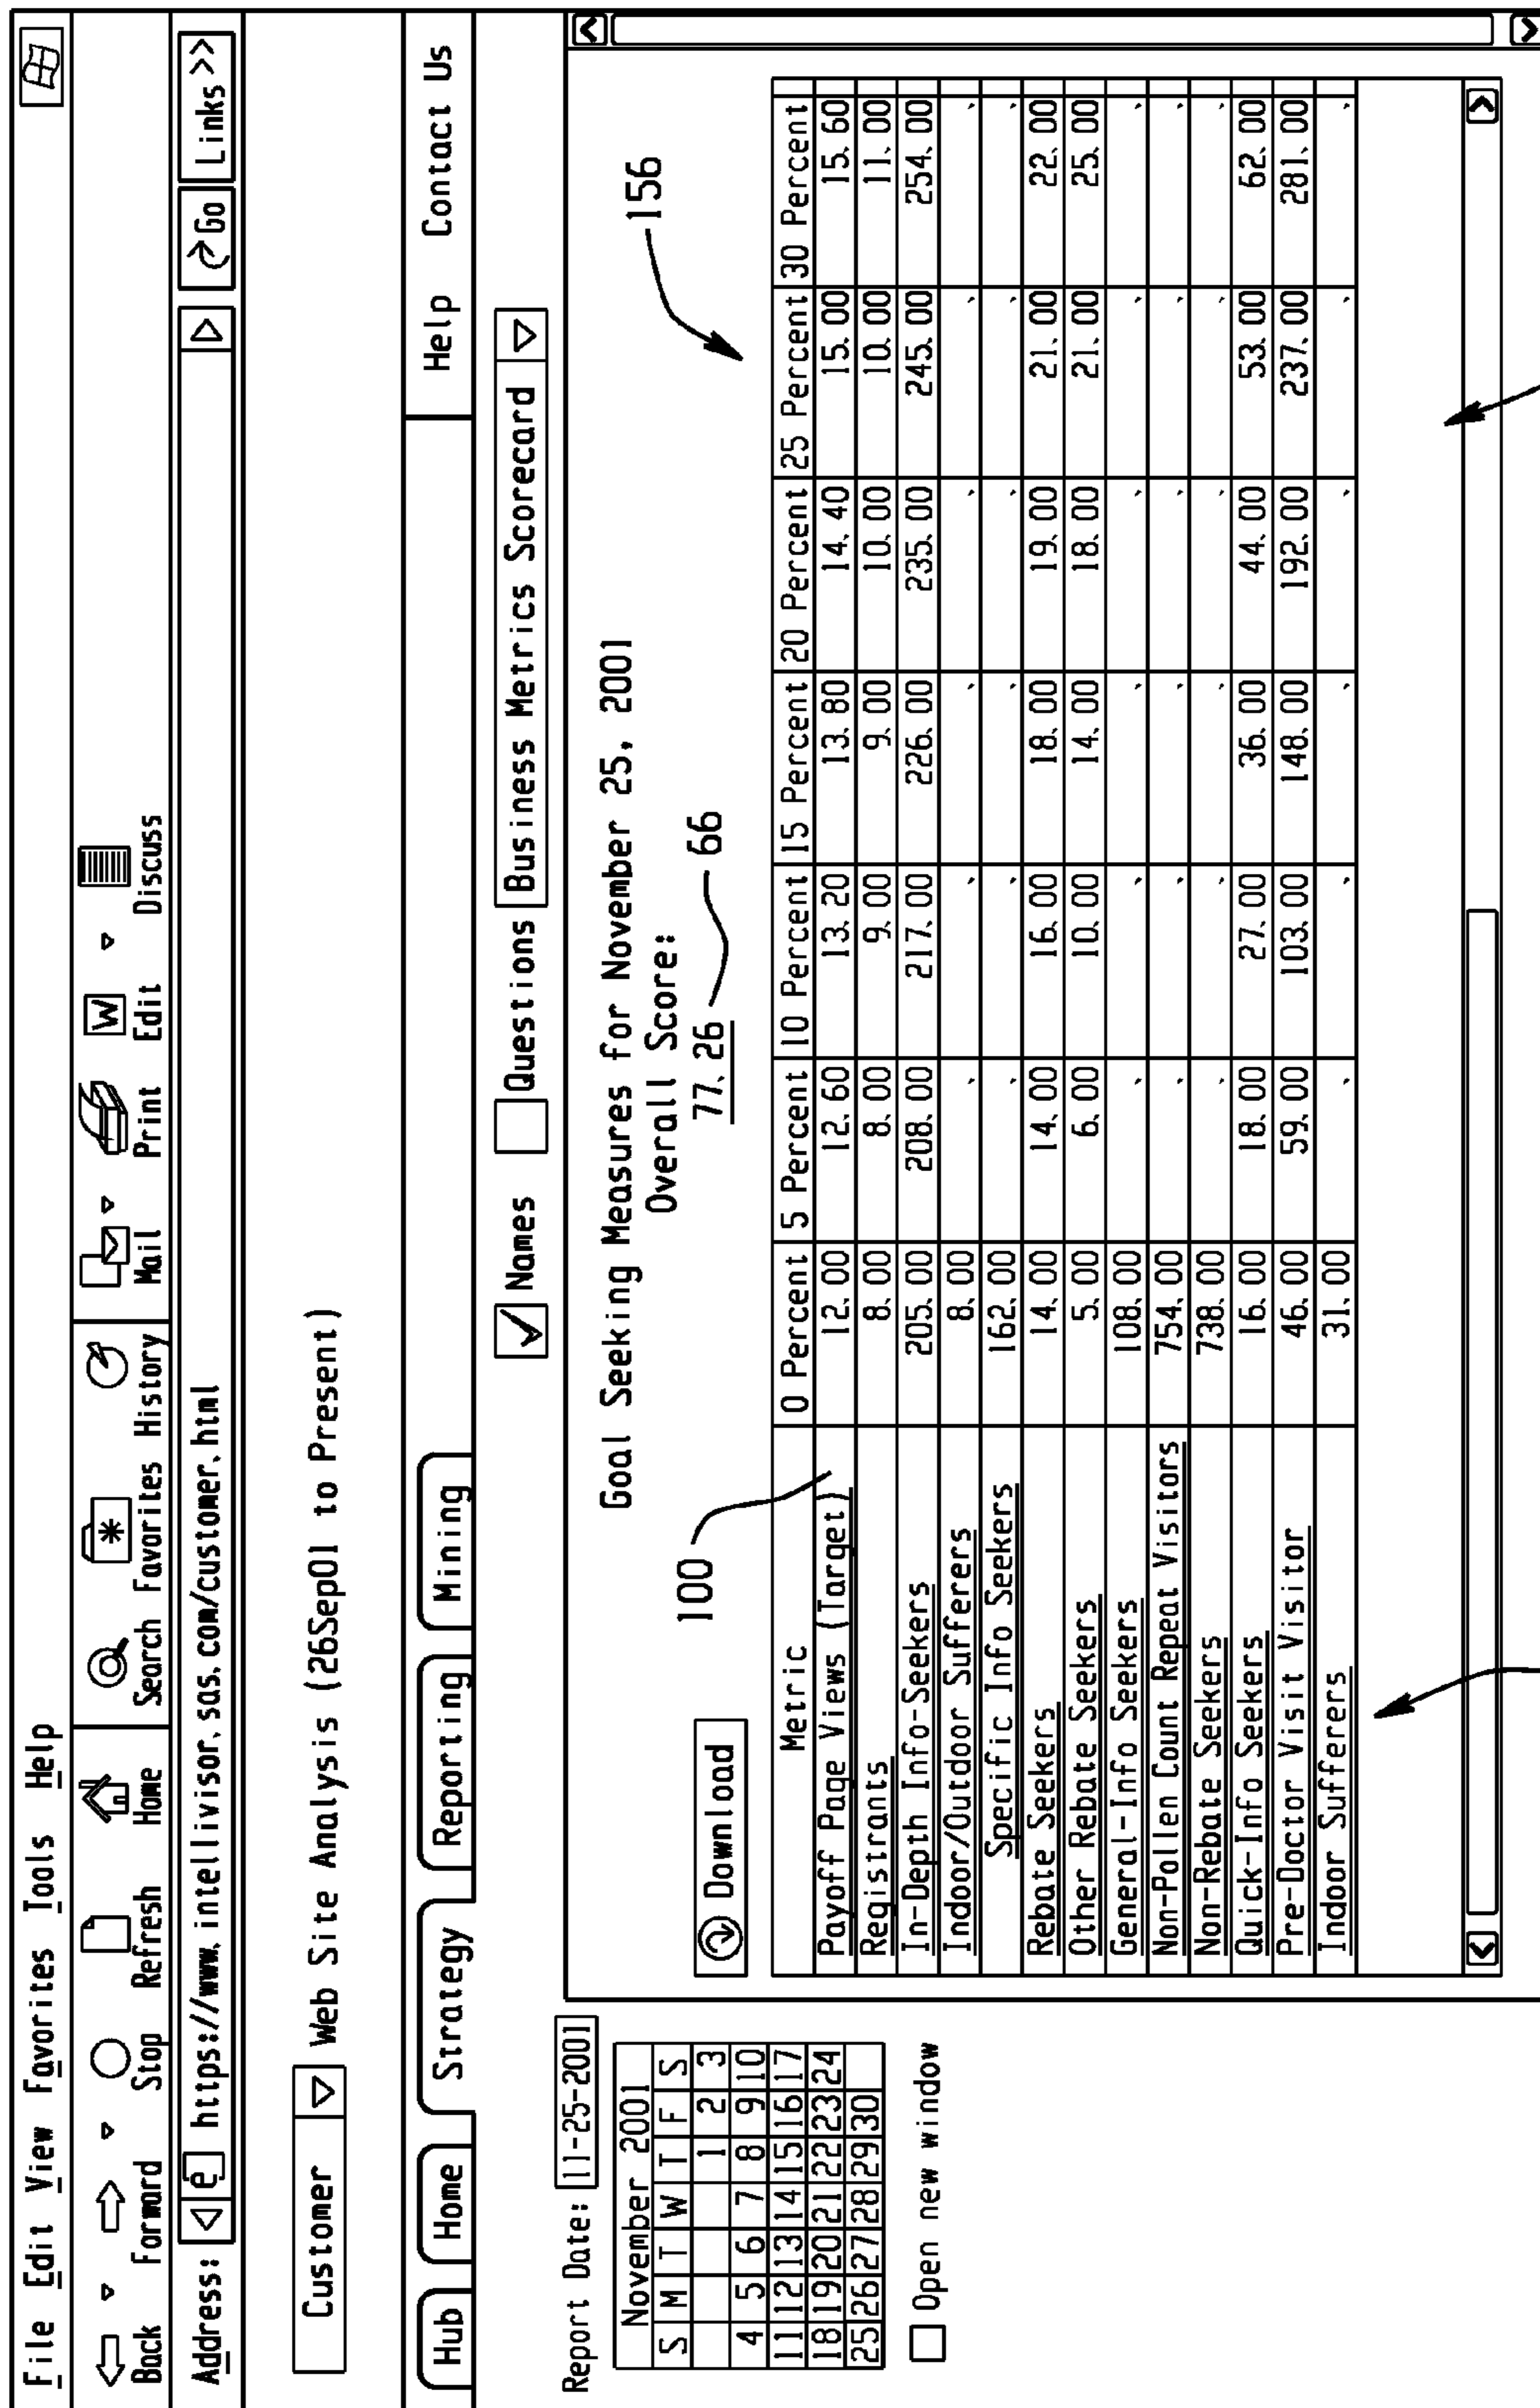 File Edit View Favorites Tools Help
Back Forward Stop Refresh Home Search Favorites History Mail Print Edit Discuss
Address: https://www.intellivisor.sas.com/customer.html Go Links >>
Customer Web Site Analysis (26Sep01 to Present)
Hub Home Strategy Reporting Mining Help Contact Us
Names Questions Business Metrics Scorecard
Report Date: 11-25-2001
November 2001
S M T W T F S
1 2 3
4 5 6 7 8 9 10
11 12 13 14 15 16 17
18 19 20 21 22 23 24
25 26 27 28 29 30
Open new window
Goal Seeking Measures for November 25, 2001
Overall Score:
77.26
66
156
100
Download
Metric 0 Percent 5 Percent 10 Percent 15 Percent 20 Percent 25 Percent 30 Percent
Payoff Page Views (Target) 12.00 12.60 13.20 13.80 14.40 15.00 15.60
Registrants 8.00 8.00 9.00 9.00 10.00 10.00 11.00
In-Depth Info-Seekers 205.00 208.00 217.00 226.00 235.00 245.00 254.00
Indoor/Outdoor Sufferers 8.00 . . . . . .
Specific Info Seekers 162.00 . . . . . .
Rebate Seekers 14.00 14.00 16.00 18.00 19.00 21.00 22.00
Other Rebate Seekers 5.00 6.00 10.00 14.00 18.00 21.00 25.00
General-Info Seekers 108.00 . . . . . .
Non-Pollen Count Repeat Visitors 754.00 . . . . . .
Non-Rebate Seekers 738.00 . . . . . .
Quick-Info Seekers 16.00 18.00 27.00 36.00 44.00 53.00 62.00
Pre-Doctor Visit Visitor 46.00 59.00 103.00 148.00 192.00 237.00 281.00
Indoor Sufferers 31.00 . . . . . .